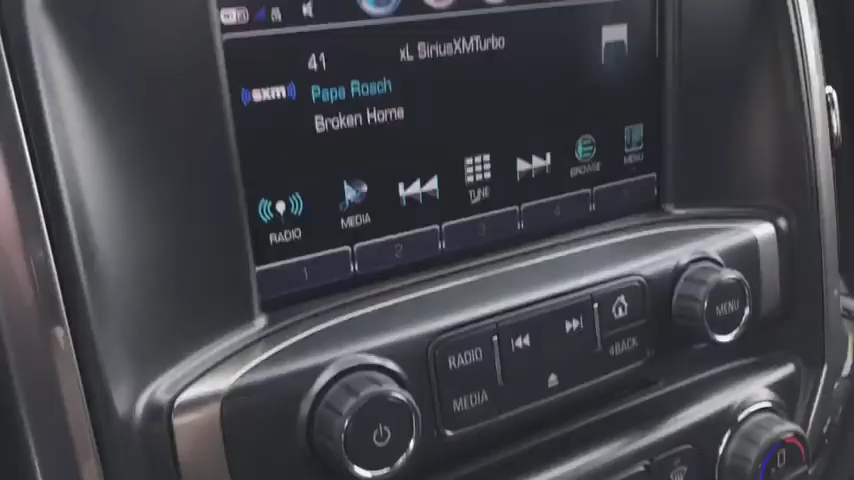 41
xL SiriusXMTurbo
sxm
Papa Roach
Broken Home
RADIO
MEDIA
TUNE
BROWSE
MENU
1
2
3
4
RADIO
MEDIA
BACK
MENU